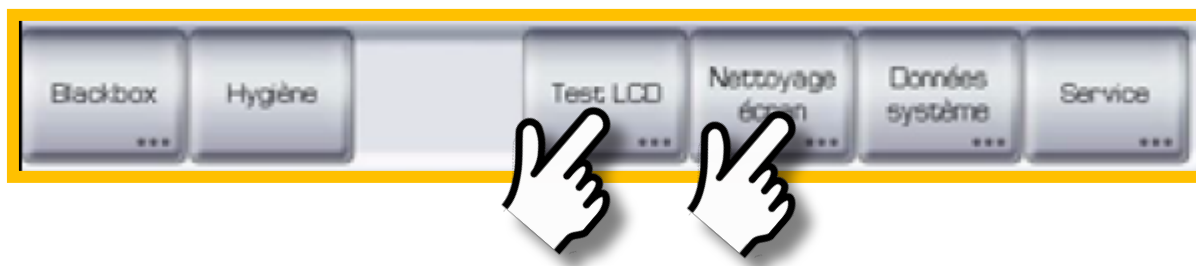 Blackbox
...
Hygiène
Test LCD
...
Nettoyage
écran
...
Données
système
...
Service
...